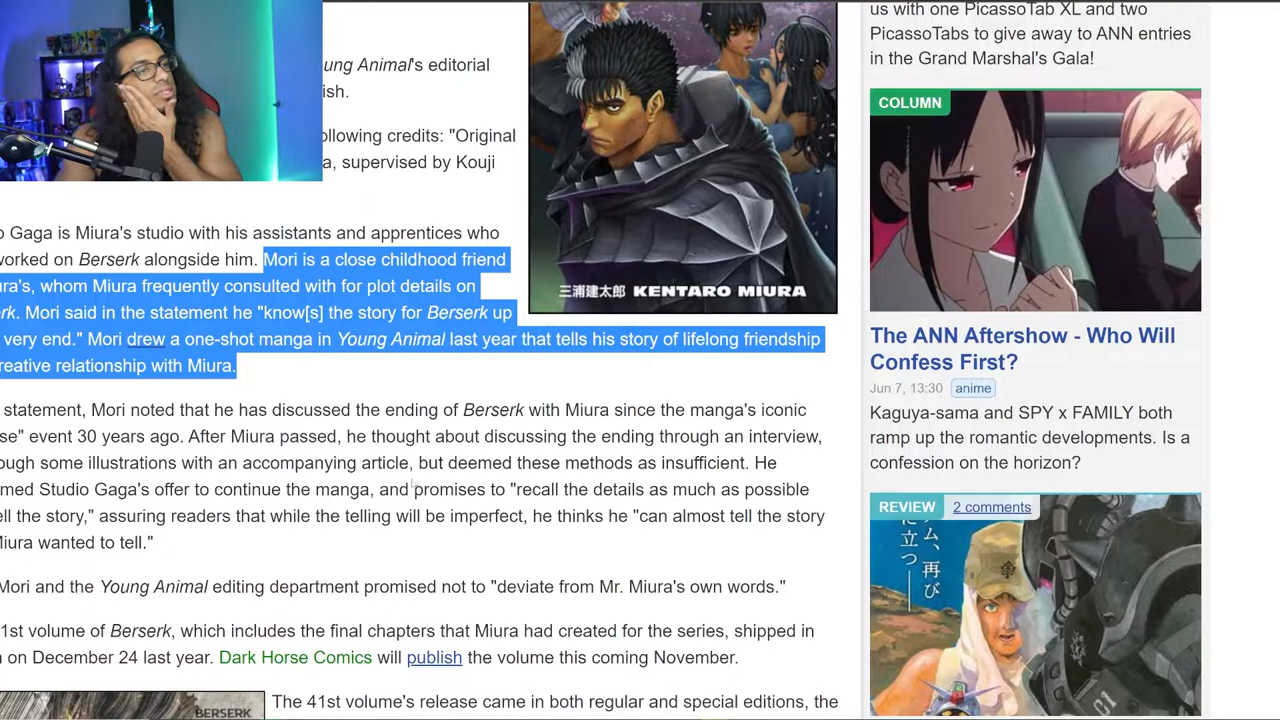 ung Animal's editorial
ish.
ollowing credits: "Original
a, supervised by Kouji
o Gaga is Miura's studio with his assistants and apprentices who
worked on Berserk alongside him. Mori is a close childhood friend
ura's, whom Miura frequently consulted with for plot details on
rk. Mori said in the statement he "know[s] the story for Berserk up
very end." Mori drew a one-shot manga in Young Animal last year that tells his story of lifelong friendship
reative relationship with Miura.
statement, Mori noted that he has discussed the ending of Berserk with Miura since the manga's iconic
se" event 30 years ago. After Miura passed, he thought about discussing the ending through an interview,
ough some illustrations with an accompanying article, but deemed these methods as insufficient. He
med Studio Gaga's offer to continue the manga, and promises to "recall the details as much as possible
ell the story," assuring readers that while the telling will be imperfect, he thinks he "can almost tell the story
Miura wanted to tell."
Mori and the Young Animal editing department promised not to "deviate from Mr. Miura's own words."
1st volume of Berserk, which includes the final chapters that Miura had created for the series, shipped in
n on December 24 last year. Dark Horse Comics will publish the volume this coming November.
BERSERK
The 41st volume's release came in both regular and special editions, the
三浦建太郎 KENTARO MIURA
us with one PicassoTab XL and two
PicassoTabs to give away to ANN entries
in the Grand Marshal's Gala!
COLUMN
The ANN Aftershow - Who Will
Confess First?
Jun 7, 13:30 anime
Kaguya-sama and SPY x FAMILY both
ramp up the romantic developments. Is a
confession on the horizon?
REVIEW 2 comments
ム、再び
に立つ―
01